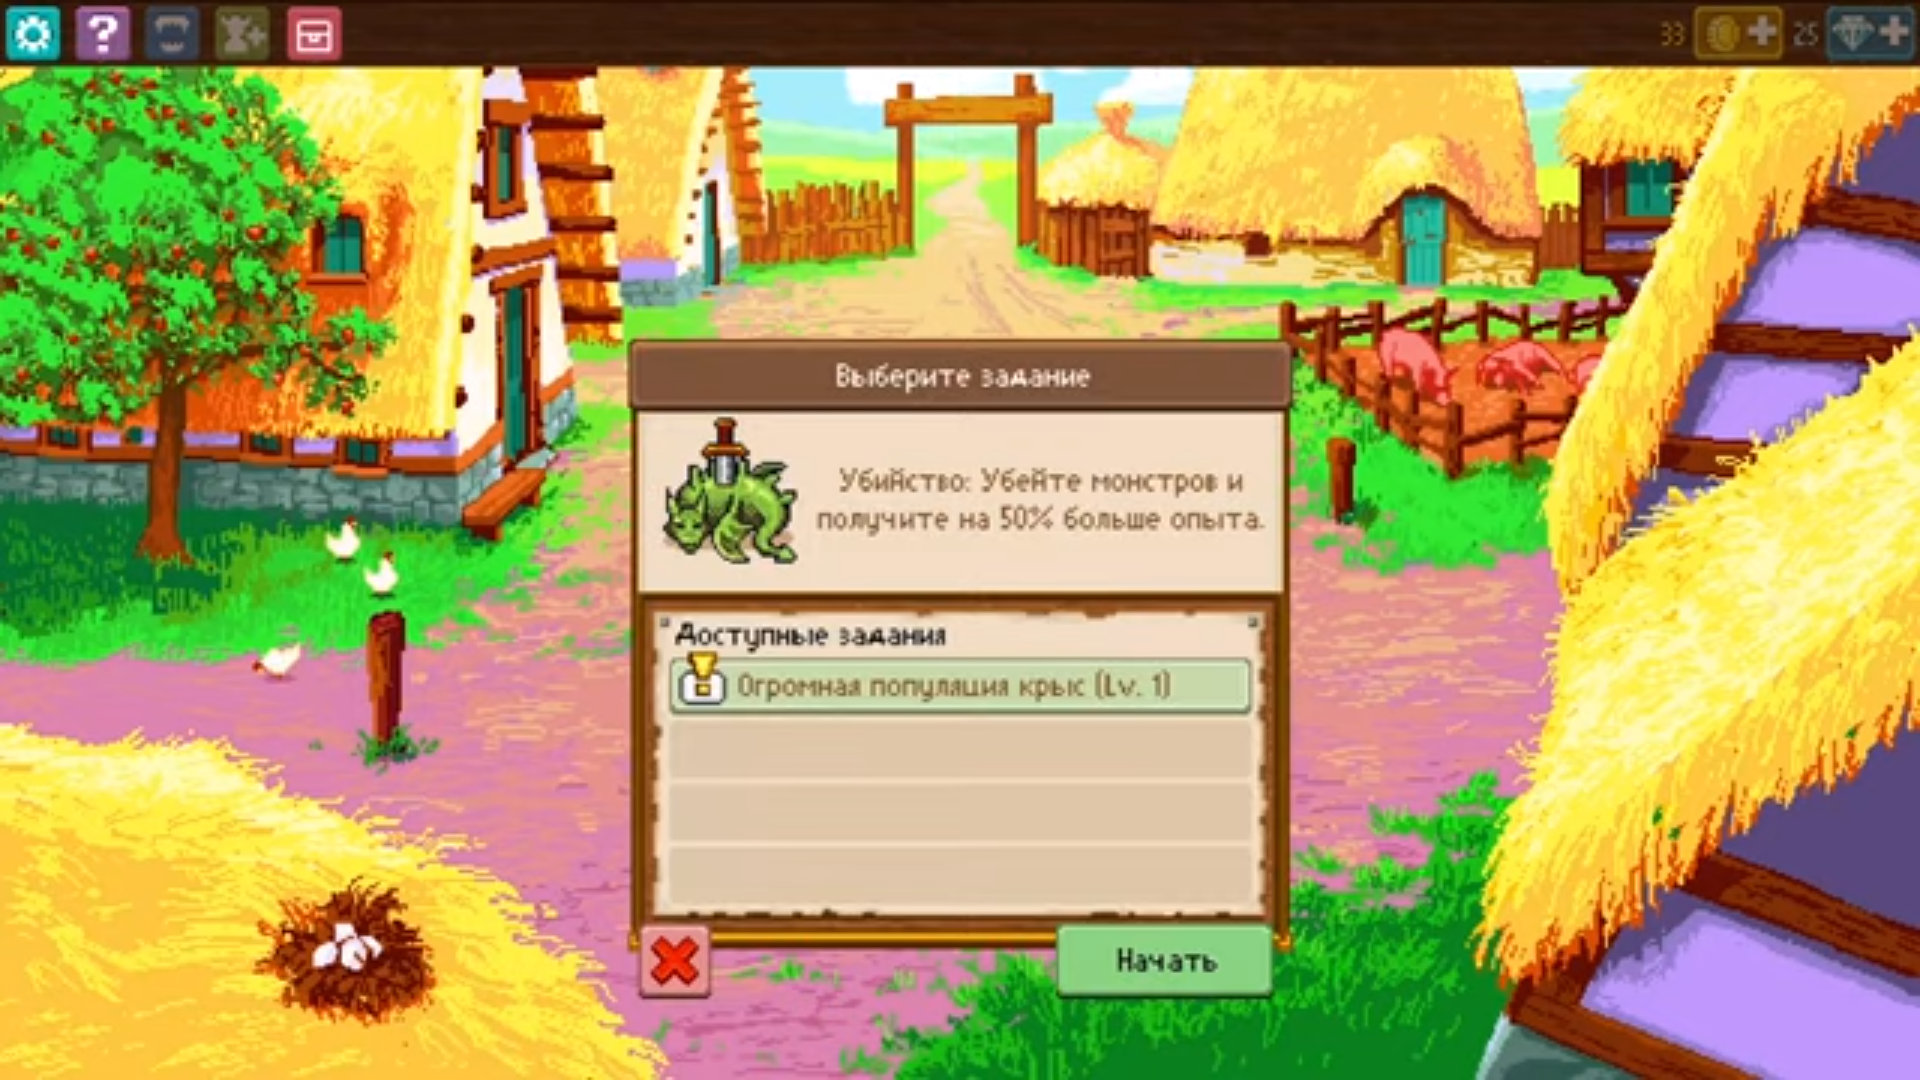 33
25
Выберите задание
Убийство: Убейте монстров и
получите на 50% больше опыта.
Доступные задания
Огромная популяция крыс (Lv. 1)
Начать